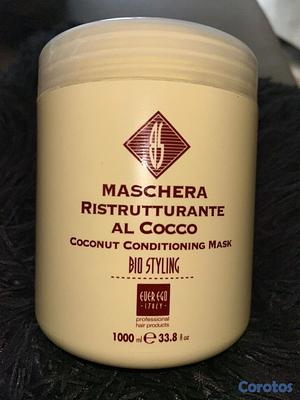 MASCHERA
RISTRUTTURANTE
AL COCCO
COCONUT CONDITIONING MASK
BIO STYLING
EVER EGO
- ITALY -
professional
hair products
1000 ml e 33.8 fl oz
Corotos